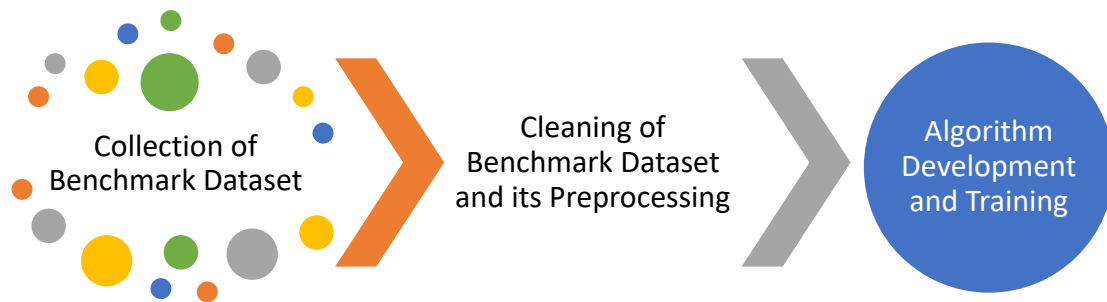 Collection of
Benchmark Dataset
Cleaning of
Benchmark Dataset
and its Preprocessing
Algorithm
Development
and Training